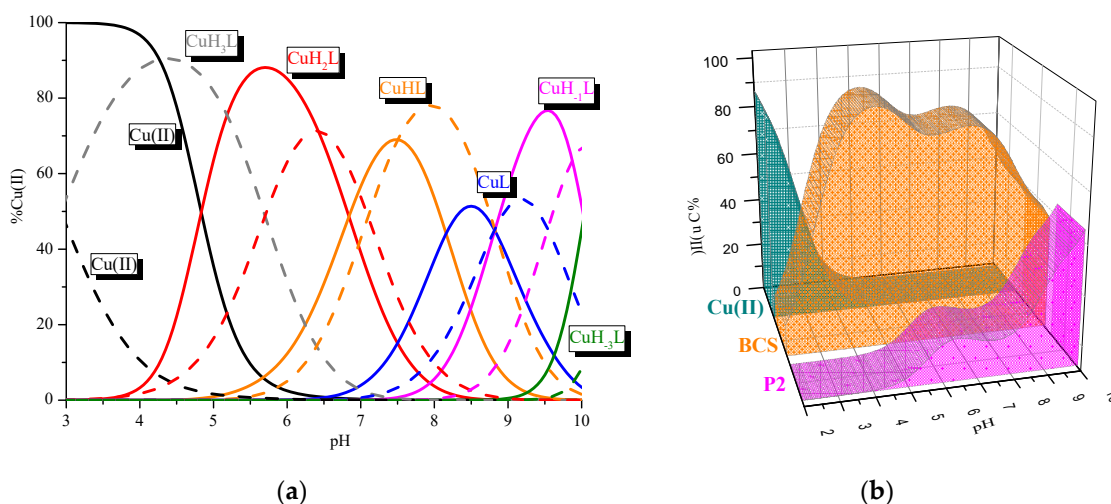 100
80
60
40
20
0
%Cu(II)
Cu(II)
CuH3L
Cu(II)
CuH2L
CuHL
CuL
CuH-1L
CuH-3L
3 4 5 6 7 8 9 10
pH
(a)
100
80
60
40
20
0
)II(u C%
Cu(II)
BCS
P2
2 3 4 5 6 7 8 9
pH
(b)